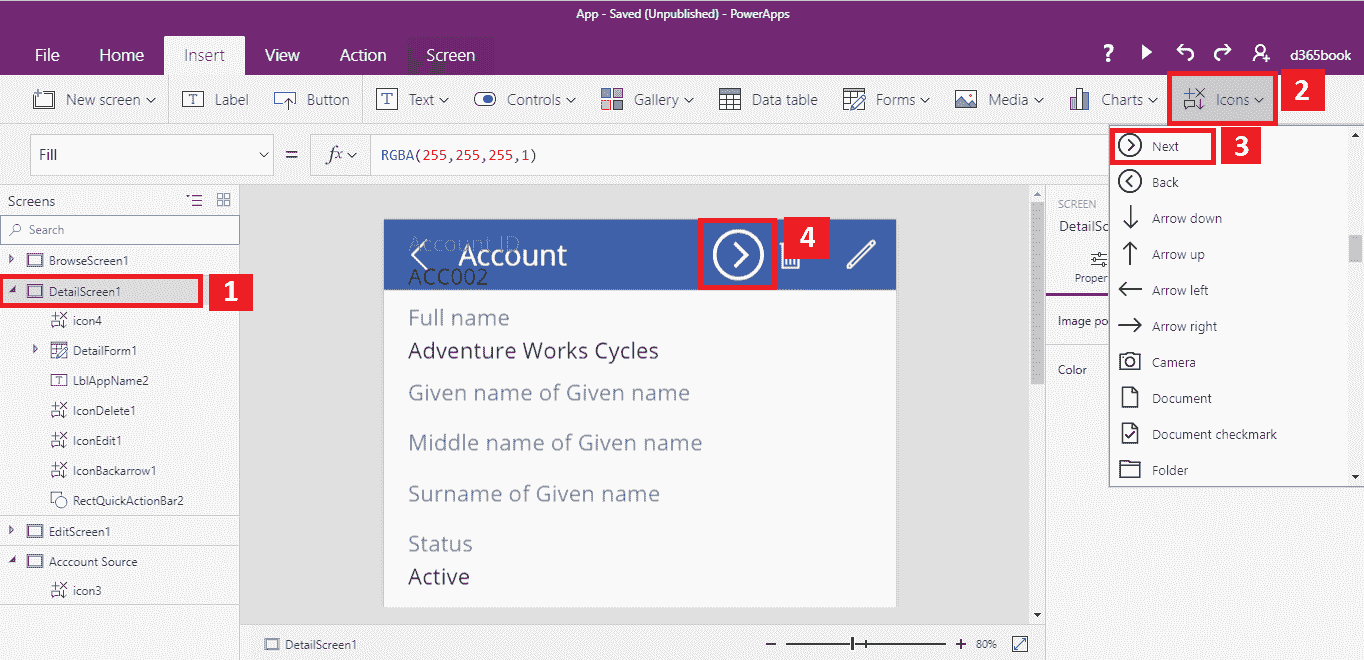 App - Saved (Unpublished) - PowerApps
File Home Insert View Action Screen ? d365book
New screen Label Button Text Controls Gallery Data table Forms Media Charts Icons 2
Fill = fx RGBA(255,255,255,1)
Next 3
Back
Arrow down
Arrow up
Arrow left
Arrow right
Camera
Document
Document checkmark
Folder
Screens
Search
BrowseScreen1
DetailScreen1 1
icon4
DetailForm1
LblAppName2
IconDelete1
IconEdit1
IconBackarrow1
RectQuickActionBar2
EditScreen1
Acccount Source
icon3
Account ID
Account 4
ACC002
Full name
Adventure Works Cycles
Given name of Given name
Middle name of Given name
Surname of Given name
Status
Active
SCREEN
DetailSc
Proper
Image po
Color
DetailScreen1 80%